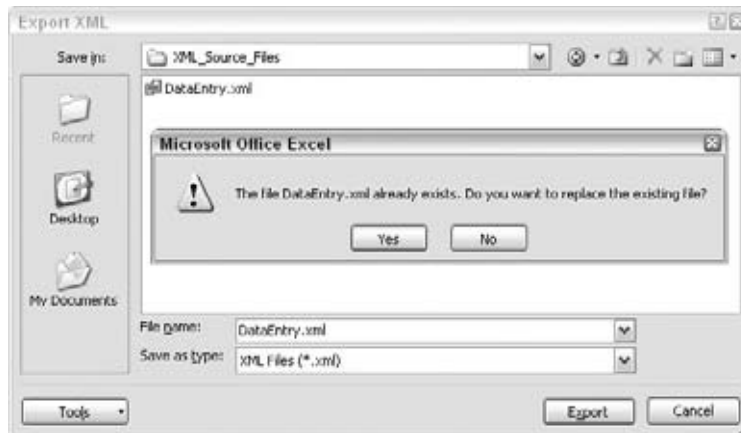 Export XML
Save in:
XML_Source_Files
DataEntry.xml
Recent
Desktop
My Documents
Microsoft Office Excel
The file DataEntry.xml already exists. Do you want to replace the existing file?
Yes
No
File name:
DataEntry.xml
Save as type:
XML Files (*.xml)
Tools
Export
Cancel